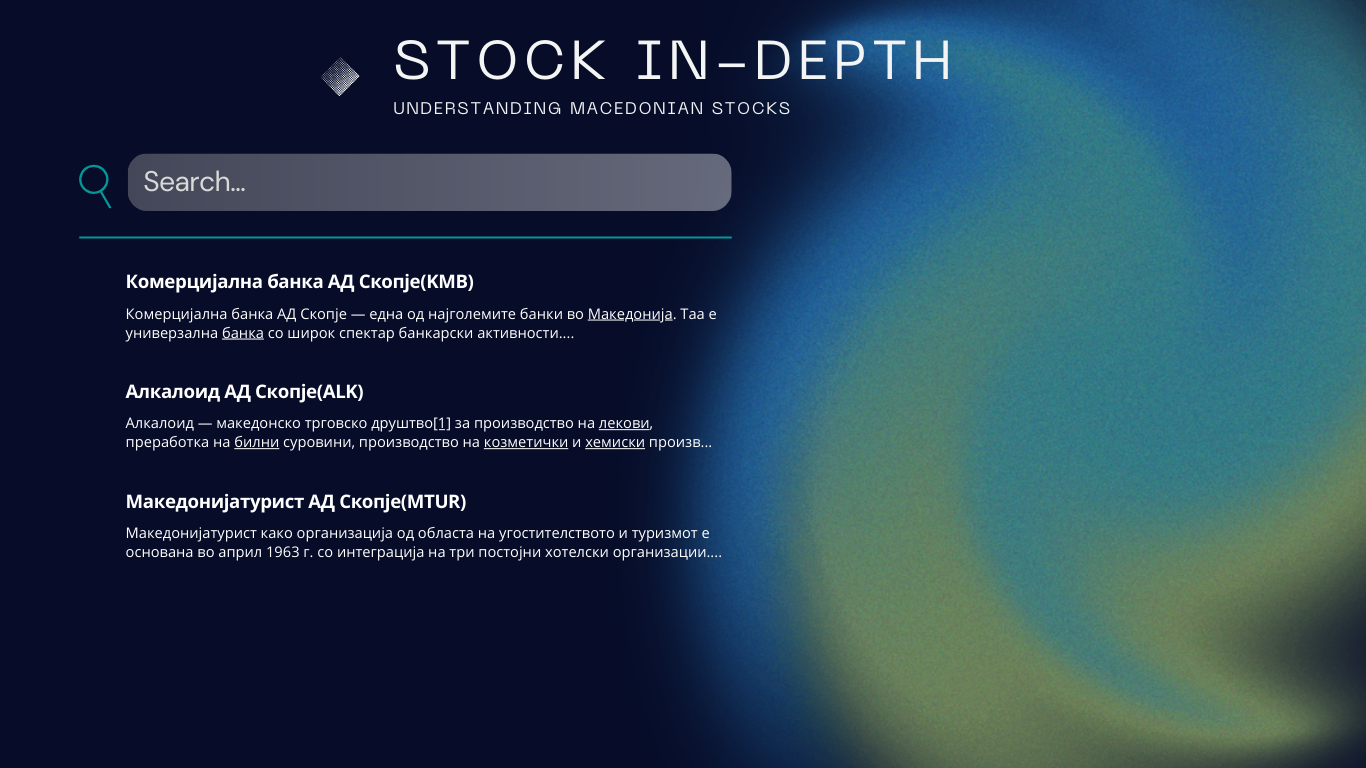 STOCK IN-DEPTH
UNDERSTANDING MACEDONIAN STOCKS
Search...
Комерцијална банка АД Скопје(KMB)
Комерцијална банка АД Скопје — една од најголемите банки во Македонија. Таа е
универзална банка со широк спектар банкарски активности....
Алкалоид АД Скопје(ALK)
Алкалоид — македонско трговско друштво[1] за производство на лекови,
преработка на билни суровини, производство на козметички и хемиски произв...
Македонијатурист АД Скопје(MTUR)
Македонијатурист како организација од областа на угостителството и туризмот е
основана во април 1963 г. со интеграција на три постојни хотелски организации....